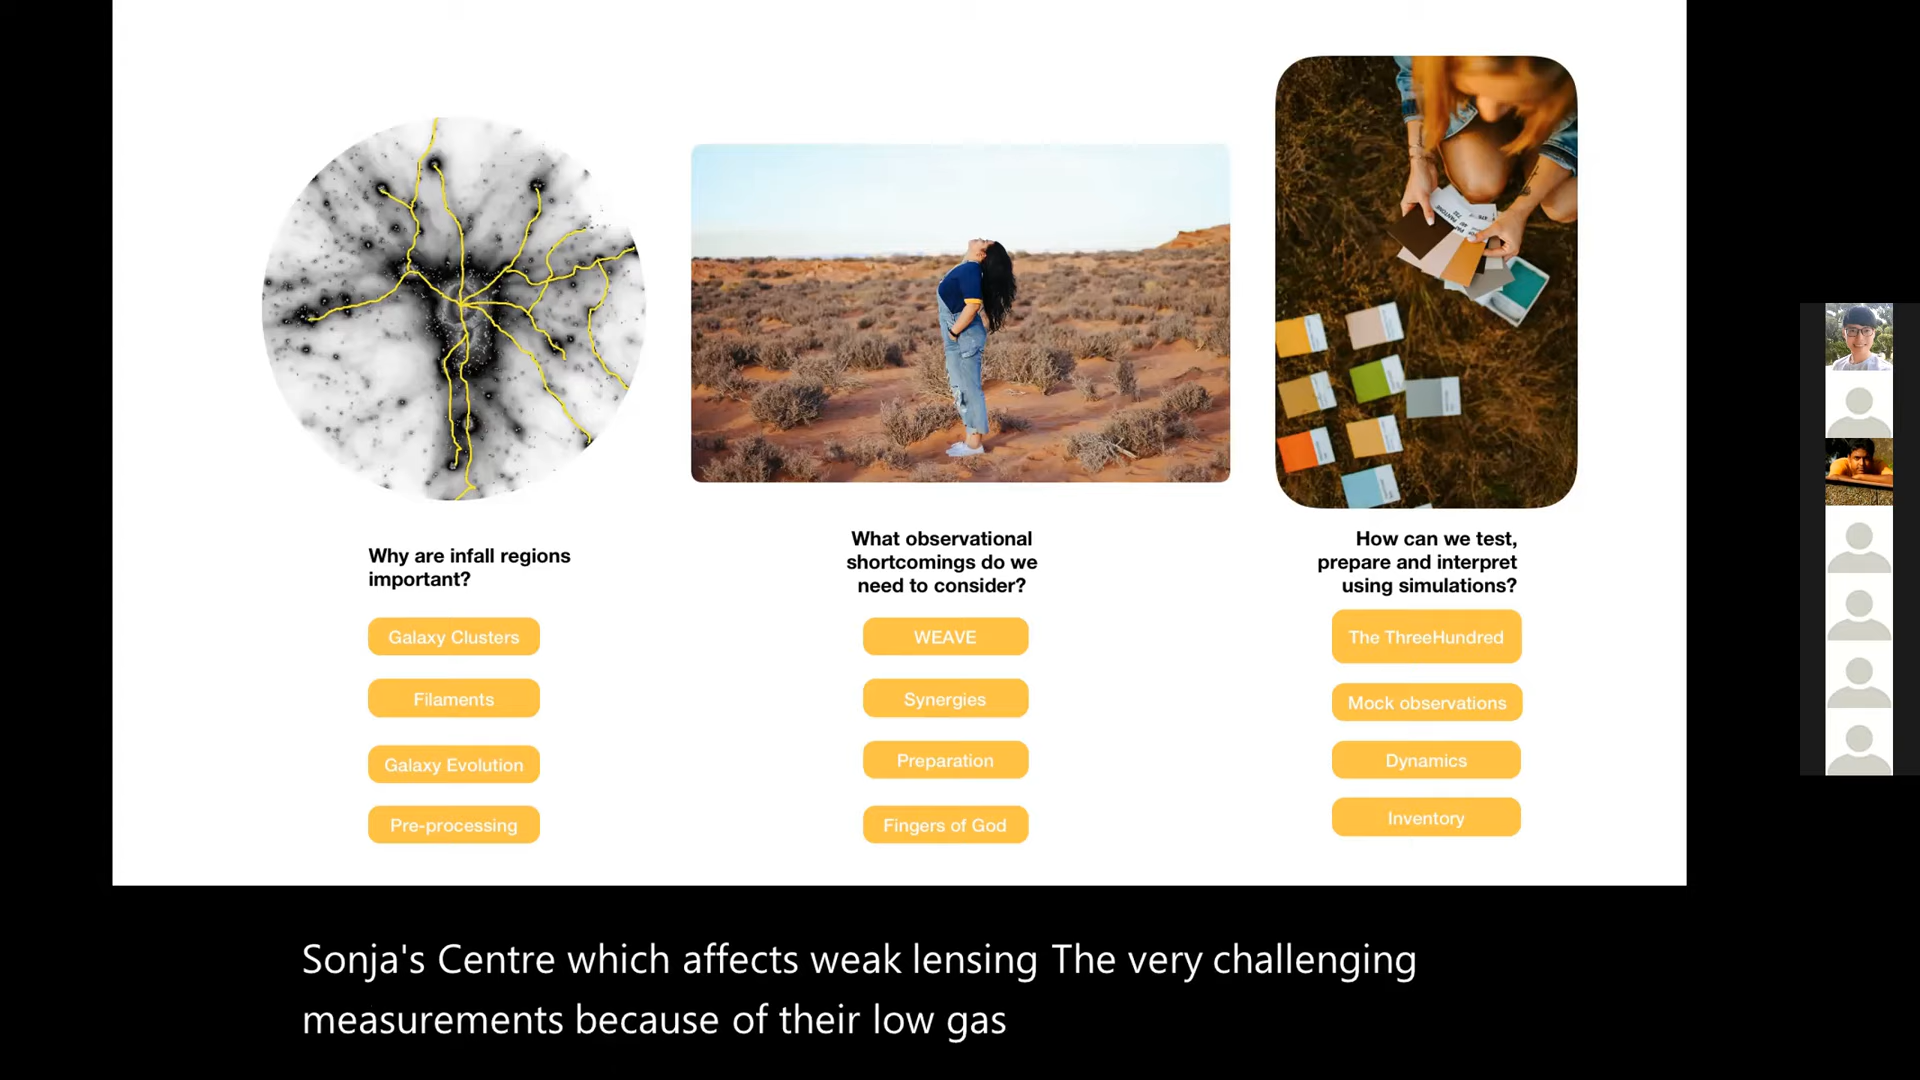 Why are infall regions
important?
Galaxy Clusters
Filaments
Galaxy Evolution
Pre-processing
What observational
shortcomings do we
need to consider?
WEAVE
Synergies
Preparation
Fingers of God
How can we test,
prepare and interpret
using simulations?
The ThreeHundred
Mock observations
Dynamics
Inventory
Sonja's Centre which affects weak lensing The very challenging
measurements because of their low gas